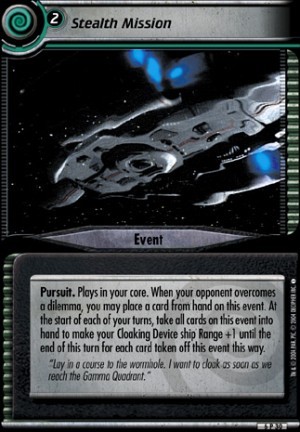 2 Stealth Mission
Event
Pursuit. Plays in your core. When your opponent overcomes
a dilemma, you may place a card from hand on this event. At
the start of each of your turns, take all cards on this event into
hand to make your Cloaking Device ship Range +1 until the
end of this turn for each card taken off this event this way.
"Lay in a course to the wormhole. I want to cloak as soon as we
reach the Gamma Quadrant."